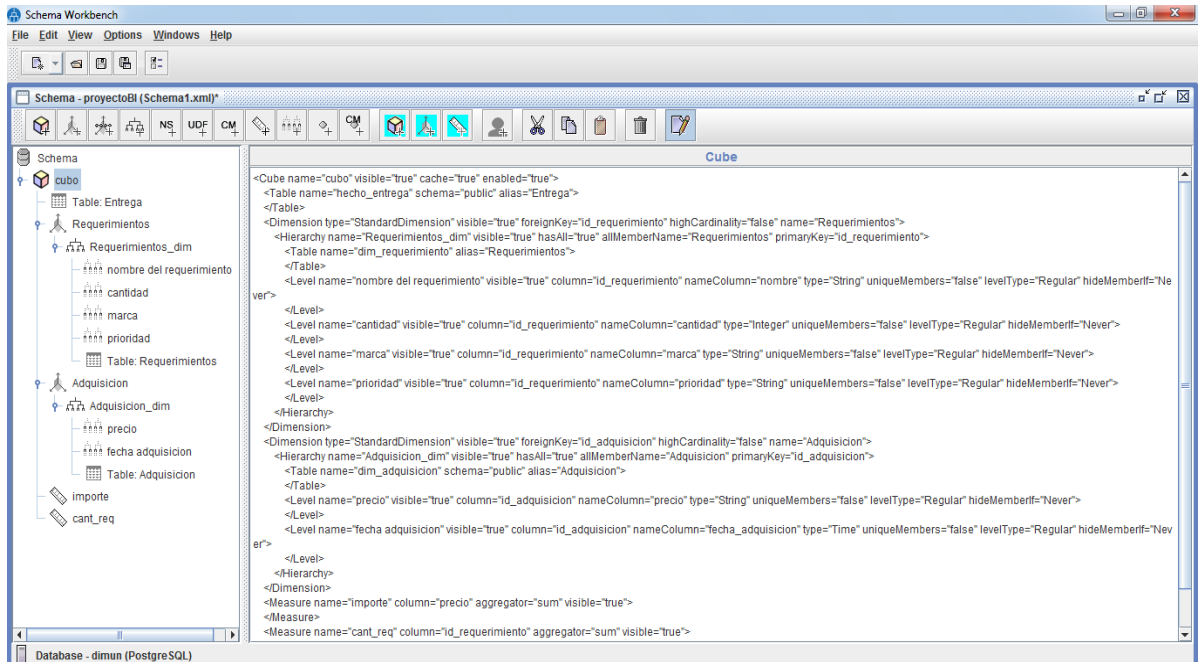 Schema Workbench
File Edit View Options Windows Help
Schema - proyectoBI (Schema1.xml)*
NS UDF CM CM
Schema
cubo
Table: Entrega
Requerimientos
Requerimientos_dim
nombre del requerimiento
cantidad
marca
prioridad
Table: Requerimientos
Adquisicion
Adquisicion_dim
precio
fecha adquisicion
Table: Adquisicion
importe
cant_req
Cube
<Cube name="cubo" visible="true" cache="true" enabled="true">
<Table name="hecho_entrega" schema="public" alias="Entrega">
</Table>
<Dimension type="StandardDimension" visible="true" foreignKey="id_requerimiento" highCardinality="false" name="Requerimientos">
<Hierarchy name="Requerimientos_dim" visible="true" hasAll="true" allMemberName="Requerimientos" primaryKey="id_requerimiento">
<Table name="dim_requerimiento" alias="Requerimientos">
</Table>
<Level name="nombre del requerimiento" visible="true" column="id_requerimiento" nameColumn="nombre" type="String" uniqueMembers="false" levelType="Regular" hideMemberIf="Ne
ver">
</Level>
<Level name="cantidad" visible="true" column="id_requerimiento" nameColumn="cantidad" type="Integer" uniqueMembers="false" levelType="Regular" hideMemberIf="Never">
</Level>
<Level name="marca" visible="true" column="id_requerimiento" nameColumn="marca" type="String" uniqueMembers="false" levelType="Regular" hideMemberIf="Never">
</Level>
<Level name="prioridad" visible="true" column="id_requerimiento" nameColumn="prioridad" type="String" uniqueMembers="false" levelType="Regular" hideMemberIf="Never">
</Level>
</Hierarchy>
</Dimension>
<Dimension type="StandardDimension" visible="true" foreignKey="id_adquisicion" highCardinality="false" name="Adquisicion">
<Hierarchy name="Adquisicion_dim" visible="true" hasAll="true" allMemberName="Adquisicion" primaryKey="id_adquisicion">
<Table name="dim_adquisicion" schema="public" alias="Adquisicion">
</Table>
<Level name="precio" visible="true" column="id_adquisicion" nameColumn="precio" type="String" uniqueMembers="false" levelType="Regular" hideMemberIf="Never">
</Level>
<Level name="fecha adquisicion" visible="true" column="id_adquisicion" nameColumn="fecha_adquisicion" type="Time" uniqueMembers="false" levelType="Regular" hideMemberIf="Nev
er">
</Level>
</Hierarchy>
</Dimension>
<Measure name="importe" column="precio" aggregator="sum" visible="true">
</Measure>
<Measure name="cant_req" column="id_requerimiento" aggregator="sum" visible="true">
Database - dimun (PostgreSQL)